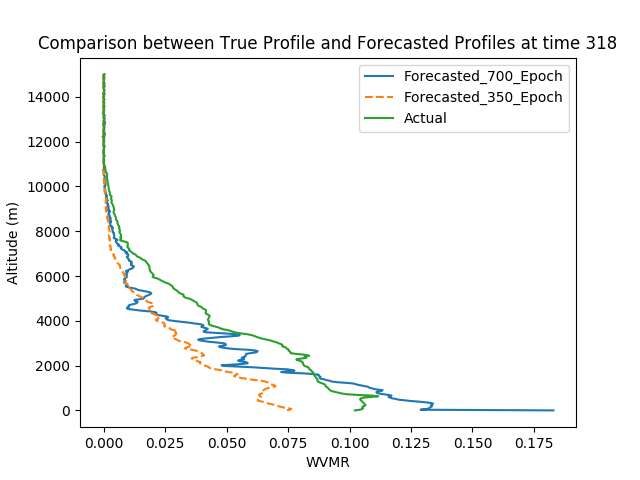 Comparison between True Profile and Forecasted Profiles at time 318
Forecasted_700_Epoch
Forecasted_350_Epoch
Actual
14000
12000
10000
8000
6000
4000
2000
0
Altitude (m)
0.000 0.025 0.050 0.075 0.100 0.125 0.150 0.175
WVMR